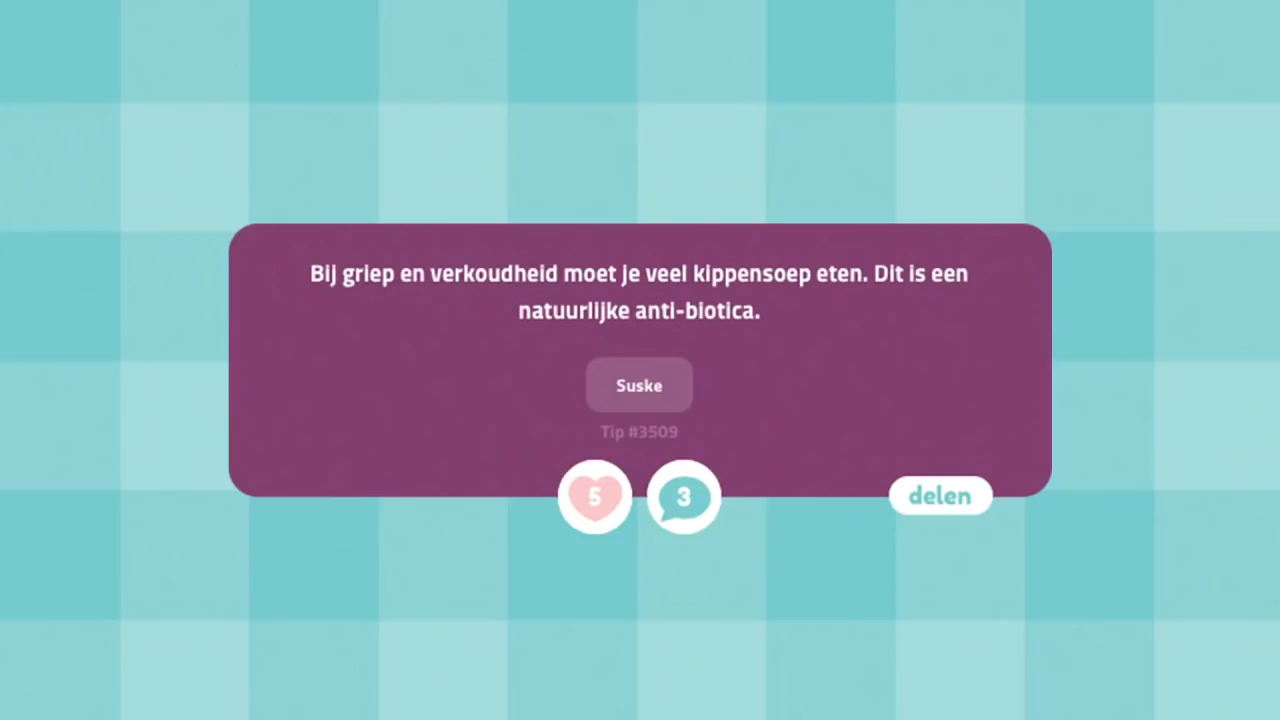 Bij griep en verkoudheid moet je veel kippensoep eten. Dit is een
natuurlijke anti-biotica.
Suske
Tip #3509
5
3
delen